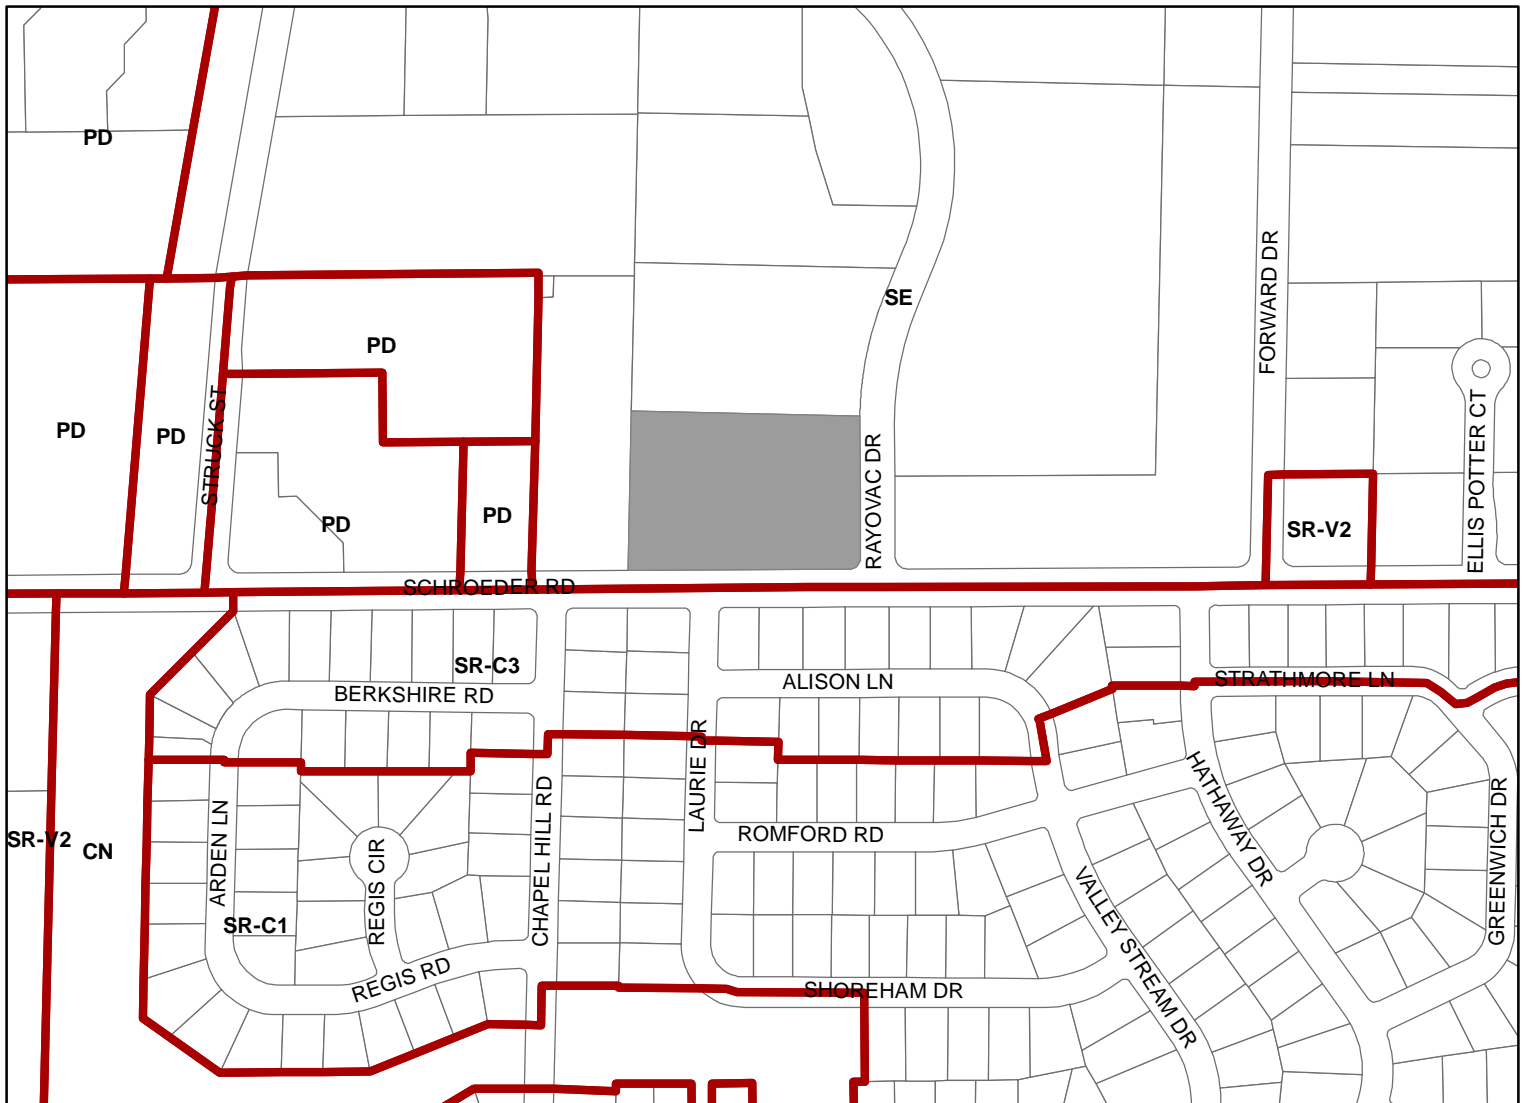 PD
FORWARD DR
SE
PD
STRUCK ST
PD
PD
RAYOVAC DR
ELLIS POTTER CT
PD
PD
SR-V2
SCHROEDER RD
SR-C3
BERKSHIRE RD
ALISON LN
STRATHMORE LN
LAURIE DR
HATHAWAY DR
GREENWICH DR
SR-V2
CN
ARDEN LN
REGIS CIR
CHAPEL HILL RD
ROMFORD RD
VALLEY STREAM DR
SR-C1
REGIS RD
SHOREHAM DR